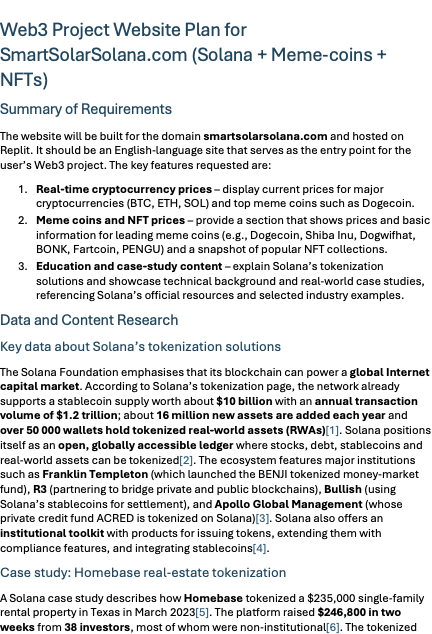 Web3 Project Website Plan for
SmartSolarSolana.com (Solana + Meme-coins +
NFTs)
Summary of Requirements
The website will be built for the domain smartsolarsolana.com and hosted on
Replit. It should be an English-language site that serves as the entry point for the
user's Web3 project. The key features requested are:
1. Real-time cryptocurrency prices – display current prices for major
cryptocurrencies (BTC, ETH, SOL) and top meme coins such as Dogecoin.
2. Meme coins and NFT prices – provide a section that shows prices and basic
information for leading meme coins (e.g., Dogecoin, Shiba Inu, Dogwifhat,
BONK, Fartcoin, PENGU) and a snapshot of popular NFT collections.
3. Education and case-study content – explain Solana's tokenization
solutions and showcase technical background and real-world case studies,
referencing Solana's official resources and selected industry examples.
Data and Content Research
Key data about Solana's tokenization solutions
The Solana Foundation emphasises that its blockchain can power a global Internet
capital market. According to Solana's tokenization page, the network already
supports a stablecoin supply worth about $10 billion with an annual transaction
volume of $1.2 trillion; about 16 million new assets are added each year and
over 50 000 wallets hold tokenized real-world assets (RWAs)[1]. Solana positions
itself as an open, globally accessible ledger where stocks, debt, stablecoins and
real-world assets can be tokenized[2]. The ecosystem features major institutions
such as Franklin Templeton (which launched the BENJI tokenized money-market
fund), R3 (partnering to bridge private and public blockchains), Bullish (using
Solana's stablecoins for settlement), and Apollo Global Management (whose
private credit fund ACRED is tokenized on Solana)[3]. Solana also offers an
institutional toolkit with products for issuing tokens, extending them with
compliance features, and integrating stablecoins[4].
Case study: Homebase real-estate tokenization
A Solana case study describes how Homebase tokenized a $235,000 single-family
rental property in Texas in March 2023[5]. The platform raised $246,800 in two
weeks from 38 investors, most of whom were non-institutional[6]. The tokenized